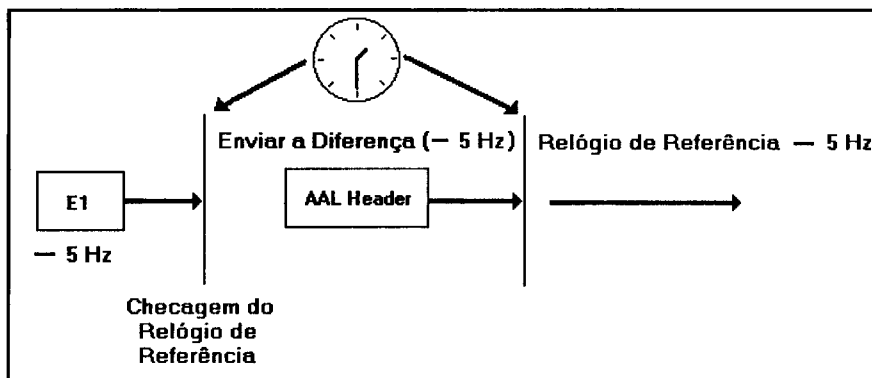 Enviar a Diferença (— 5 Hz)
Relógio de Referência — 5 Hz
E1
AAL Header
— 5 Hz
Checagem do
Relógio de
Referência